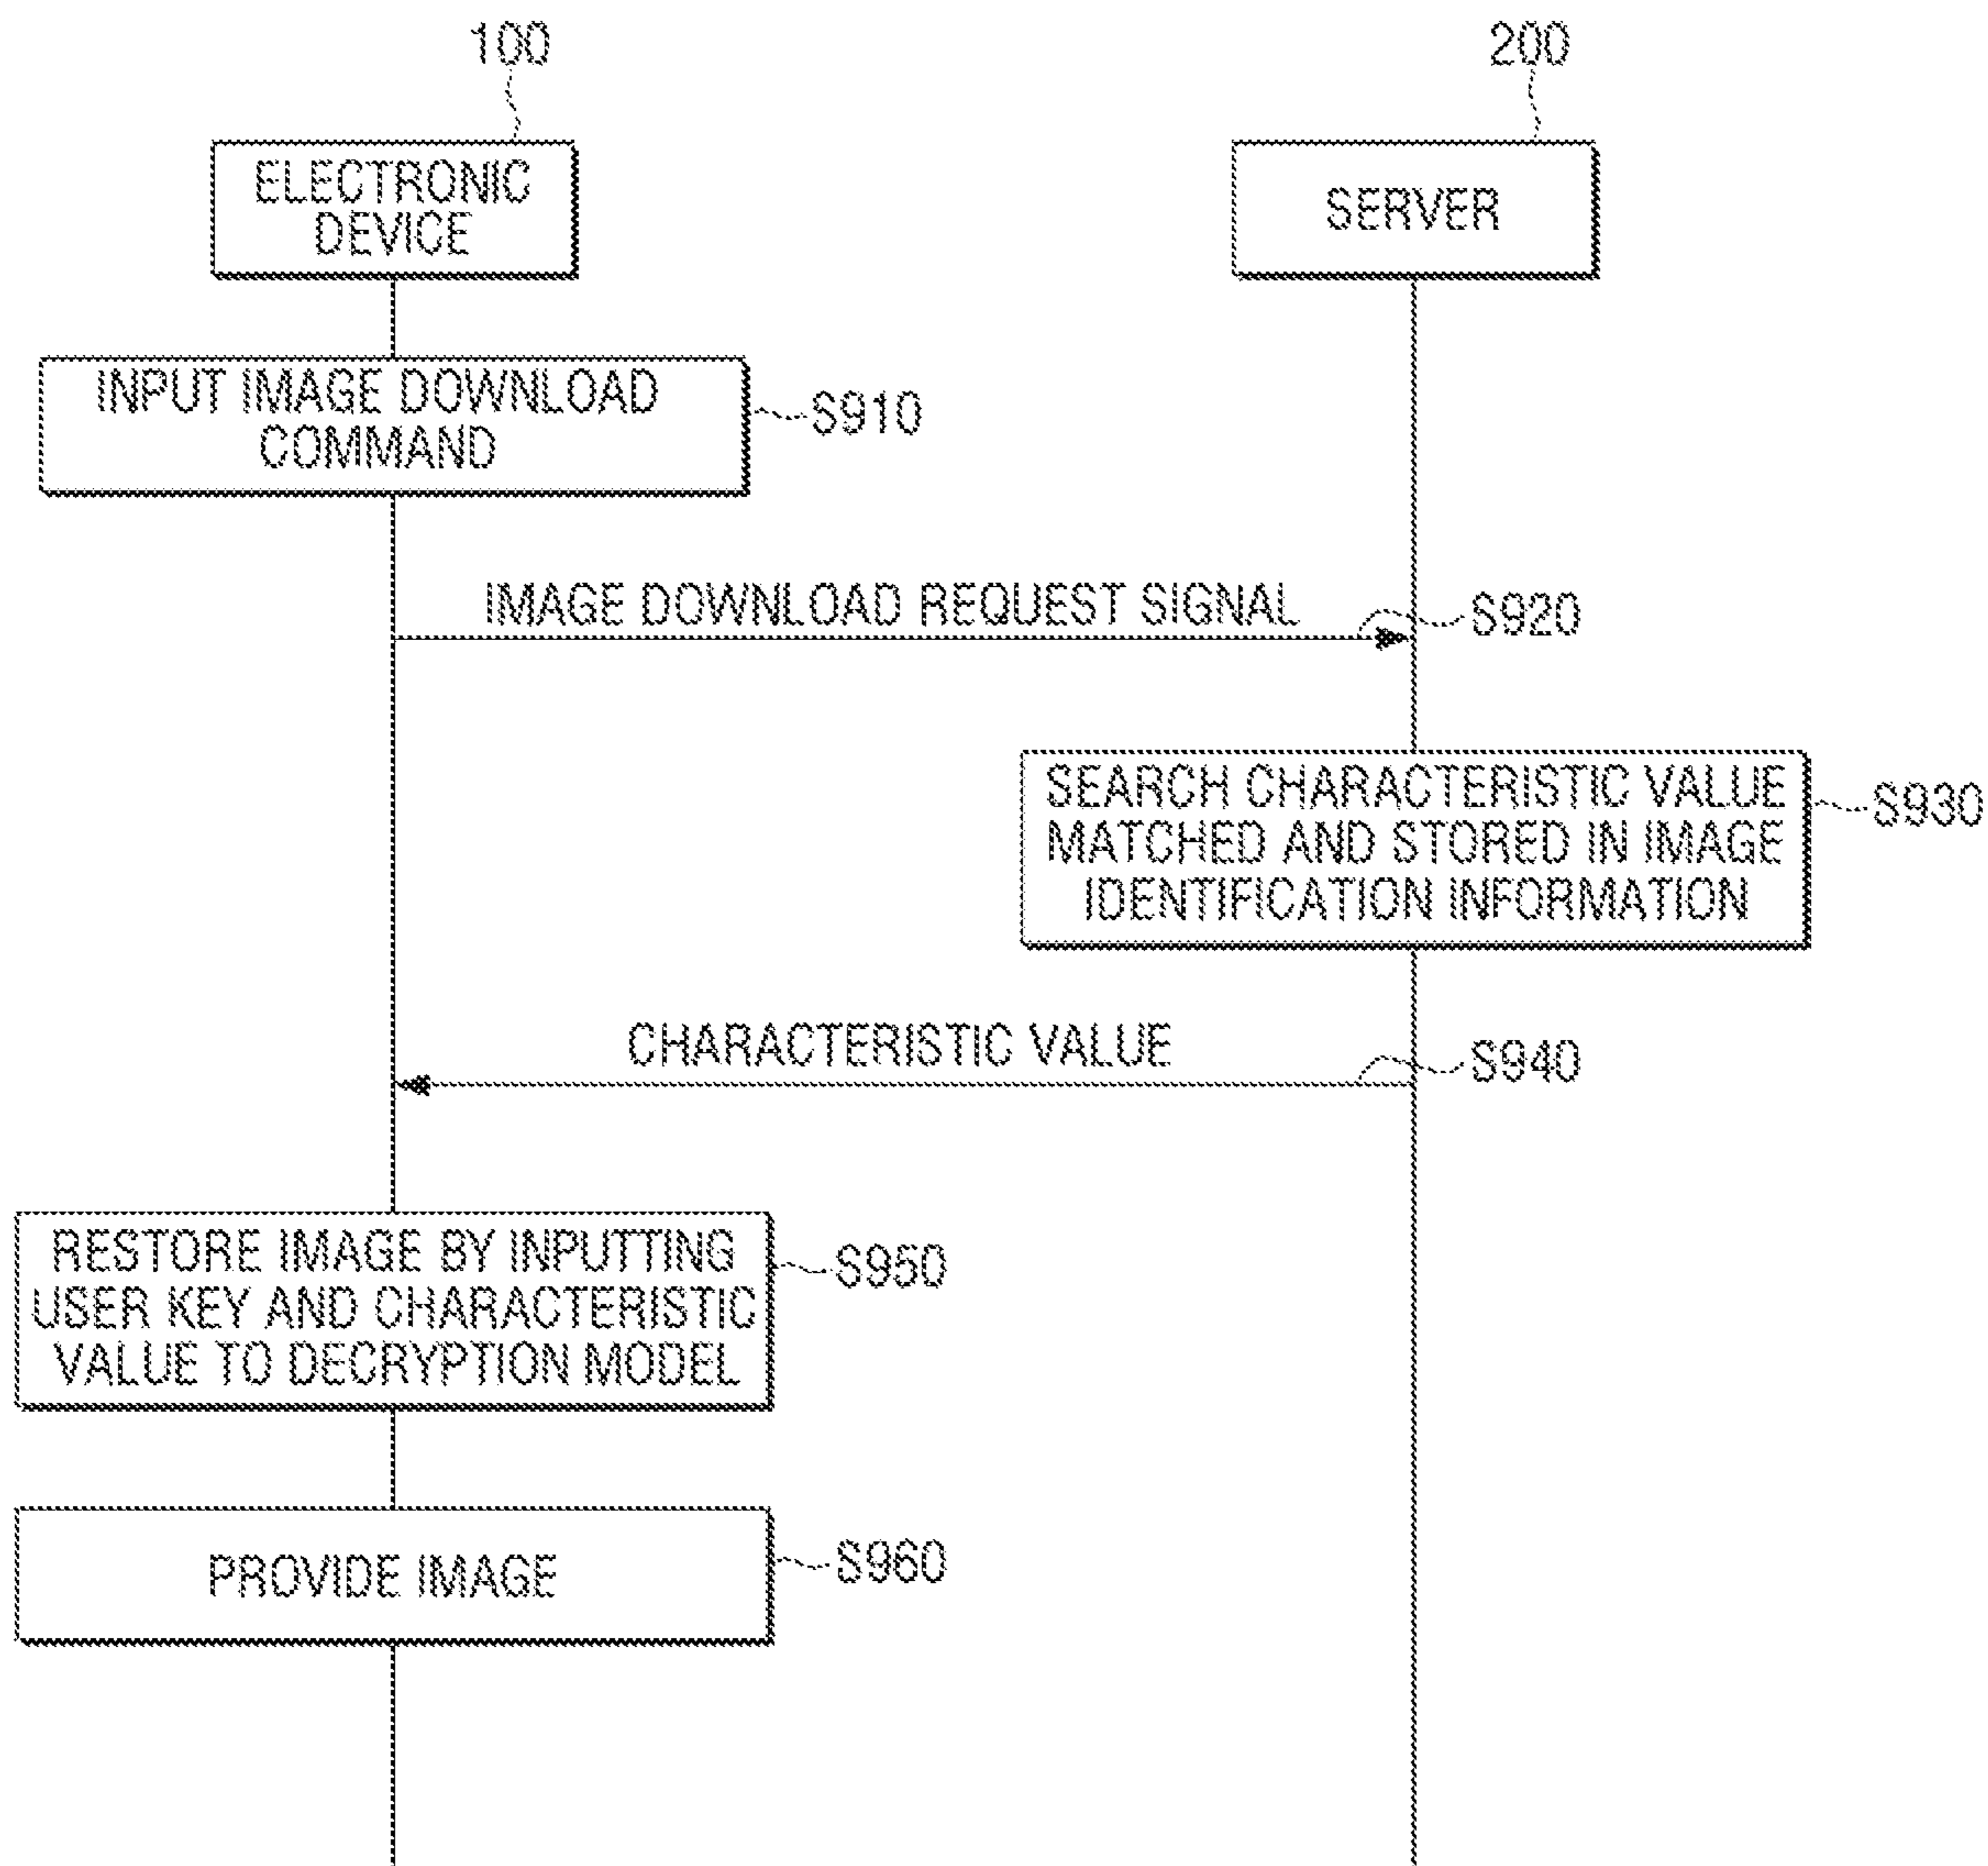 100
200
ELECTRONIC
DEVICE
SERVER
INPUT IMAGE DOWNLOAD
COMMAND
S910
IMAGE DOWNLOAD REQUEST SIGNAL
S920
SEARCH CHARACTERISTIC VALUE
MATCHED AND STORED IN IMAGE
IDENTIFICATION INFORMATION
S930
CHARACTERISTIC VALUE
S940
RESTORE IMAGE BY INPUTTING
USER KEY AND CHARACTERISTIC
VALUE TO DECRYPTION MODEL
S950
PROVIDE IMAGE
S960